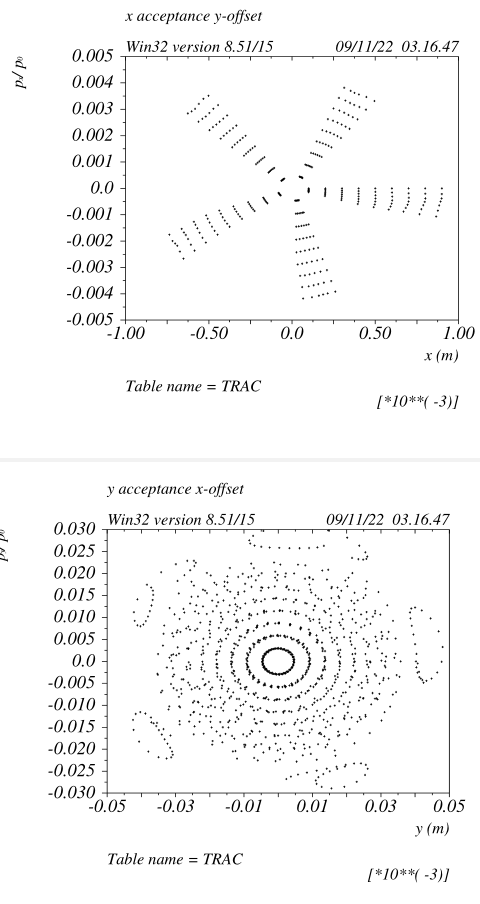 x acceptance y-offset
Win32 version 8.51/15 09/11/22 03.16.47
pₓ/ p₀
0.005
0.004
0.003
0.002
0.001
0.0
-0.001
-0.002
-0.003
-0.004
-0.005
-1.00 -0.50 0.0 0.50 1.00
x (m)
Table name = TRAC
[*10**( -3)]
y acceptance x-offset
Win32 version 8.51/15 09/11/22 03.16.47
0.030
0.025
0.020
0.015
0.010
0.005
0.0
-0.005
-0.010
-0.015
-0.020
-0.025
-0.030
-0.05 -0.03 -0.01 0.01 0.03 0.05
y (m)
Table name = TRAC
[*10**( -3)]